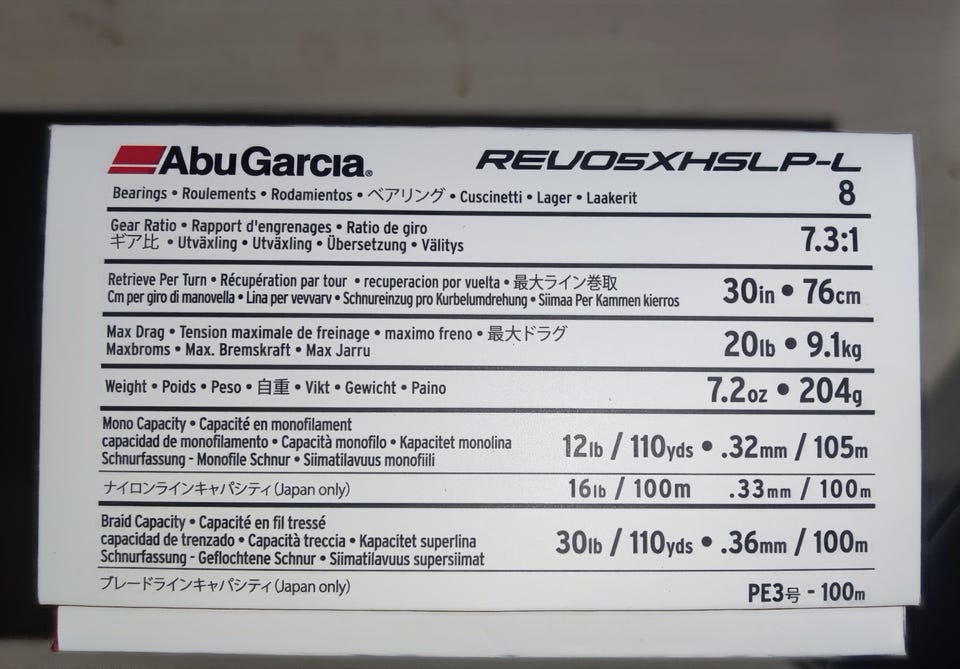 AbuGarcia®
REVO5XHSLP-L
Bearings • Roulements • Rodamientos • ベアリング • Cuscinetti • Lager • Laakerit 8
Gear Ratio • Rapport d'engrenages • Ratio de giro
ギア比 • Utväxling • Utväxling • Übersetzung • Välitys
7.3:1
Retrieve Per Turn • Récupération par tour • recuperacion por vuelta • 最大ライン巻取
Cm per giro di manovella • Lina per vevvarv • Schnureinzug pro Kurbelumdrehung • Siimaa Per Kammen kierros
30in • 76cm
Max Drag • Tension maximale de freinage • maximo freno • 最大ドラグ
Maxbroms • Max. Bremskraft • Max Jarru
20lb • 9.1kg
Weight • Poids • Peso • 自重 • Vikt • Gewicht • Paino 7.2oz • 204g
Mono Capacity • Capacité en monofilament
capacidad de monofilamento • Capacità monofilo • Kapacitet monolina
Schnurfassung - Monofile Schnur • Siimatilavuus monofiili
12lb / 110yds • .32mm / 105m
ナイロンラインキャパシティ(Japan only) 16lb / 100m .33mm / 100m
Braid Capacity • Capacité en fil tressé
capacidad de trenzado • Capacità treccia • Kapacitet superlina
Schnurfassung - Geflochtene Schnur • Siimatilavuus supersiimat
30lb / 110yds • .36mm / 100m
ブレードラインキャパシティ(Japan only) PE3号 - 100m